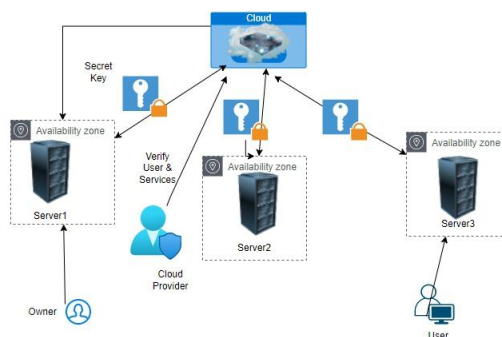 Cloud
Secret
Key
Availability zone
Server1
Verify
User &
Services
Availability zone
Server2
Availability zone
Server3
Cloud
Provider
Owner
User